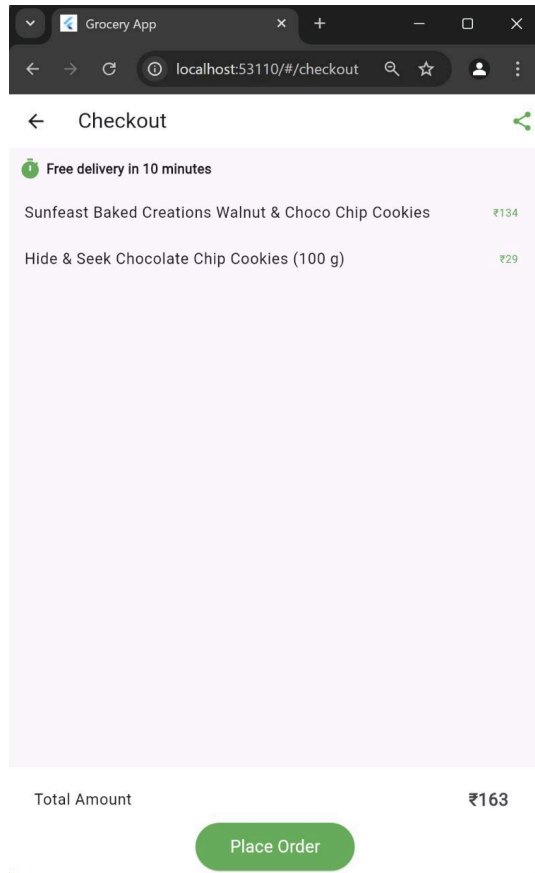 Grocery App
localhost:53110/#/checkout
Checkout
Free delivery in 10 minutes
Sunfeast Baked Creations Walnut & Choco Chip Cookies ₹134
Hide & Seek Chocolate Chip Cookies (100 g) ₹29
Total Amount ₹163
Place Order